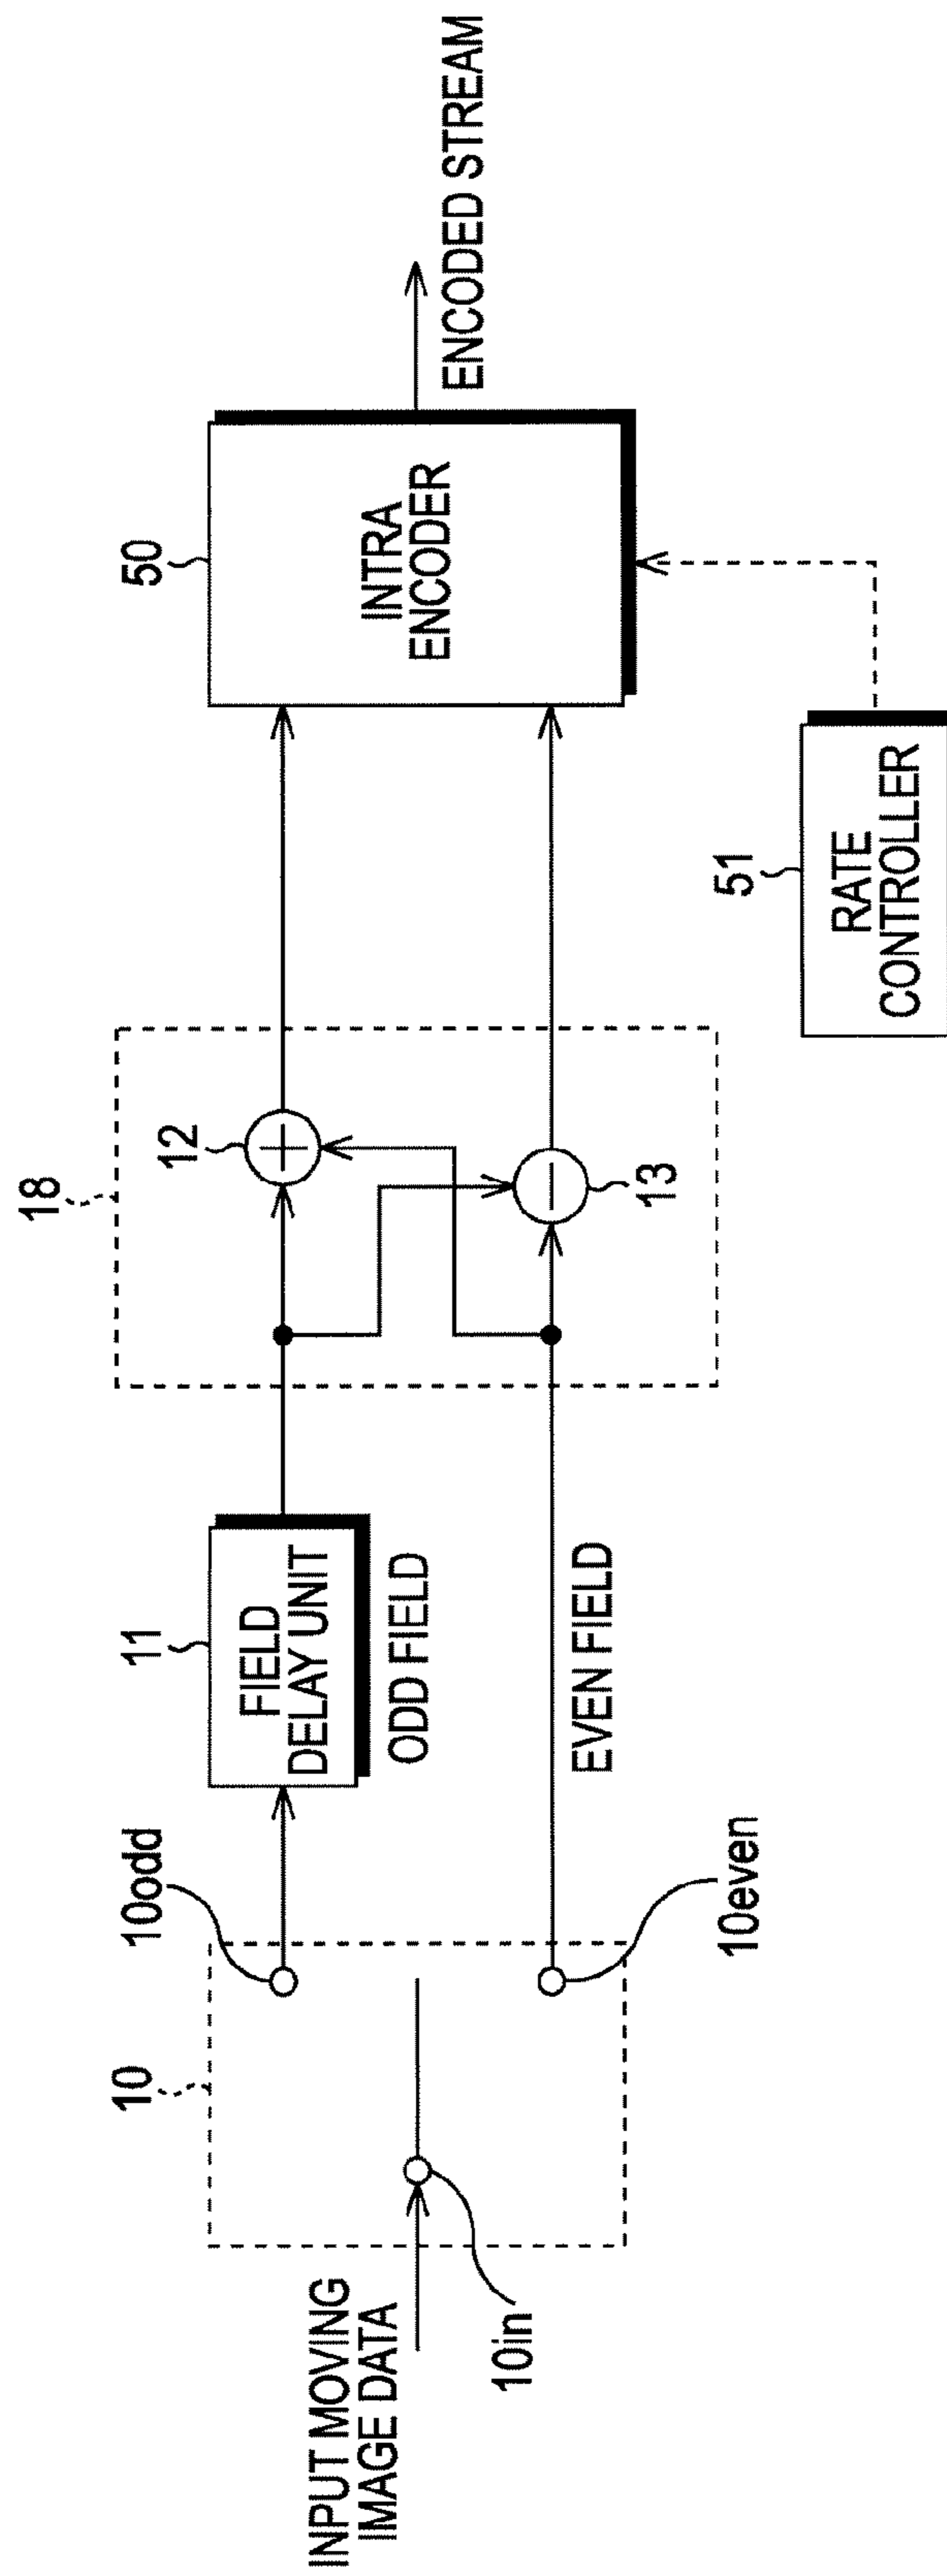 INPUT MOVING
IMAGE DATA
10in
10
10odd
10even
11
FIELD
DELAY UNIT
ODD FIELD
EVEN FIELD
18
12
13
50
INTRA
ENCODER
51
RATE
CONTROLLER
ENCODED STREAM